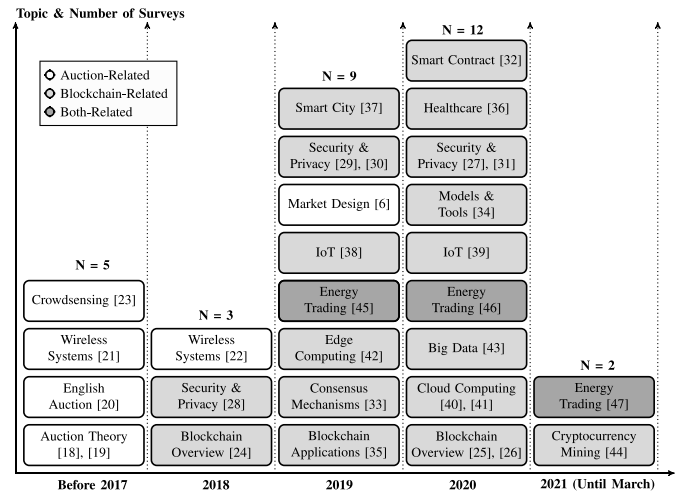 Topic & Number of Surveys
Auction-Related
Blockchain-Related
Both-Related
N = 5
Crowdsensing [23]
Wireless
Systems [21]
English
Auction [20]
Auction Theory
[18], [19]
Before 2017
N = 3
Wireless
Systems [22]
Security &
Privacy [28]
Blockchain
Overview [24]
2018
N = 9
Smart City [37]
Security &
Privacy [29], [30]
Market Design [6]
IoT [38]
Energy
Trading [45]
Edge
Computing [42]
Consensus
Mechanisms [33]
Blockchain
Applications [35]
2019
N = 12
Smart Contract [32]
Healthcare [36]
Security &
Privacy [27], [31]
Models &
Tools [34]
IoT [39]
Energy
Trading [46]
Big Data [43]
Cloud Computing
[40], [41]
Blockchain
Overview [25], [26]
2020
N = 2
Energy
Trading [47]
Cryptocurrency
Mining [44]
2021 (Until March)